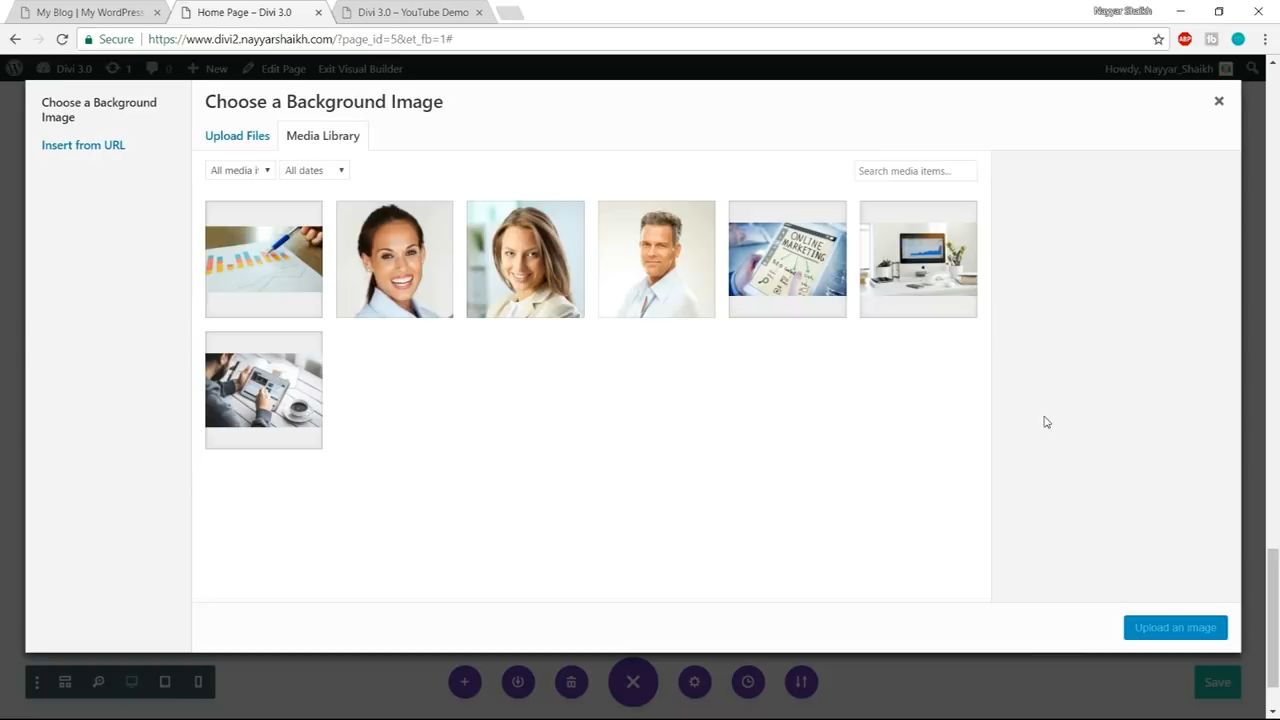 My Blog | My WordPress
Home Page – Divi 3.0
Divi 3.0 – YouTube Demo
Nayyar Shaikh
Secure
https://www.divi2.nayyarshaikh.com/?page_id=5&et_fb=1#
ABP
Divi 3.0
1
0
New
Edit Page
Exit Visual Builder
Howdy, Nayyar_Shaikh
Choose a Background
Image
Insert from URL
Choose a Background Image
Upload Files
Media Library
All media i
All dates
Search media items...
ONLINE
MARKETING
Upload an image
Save